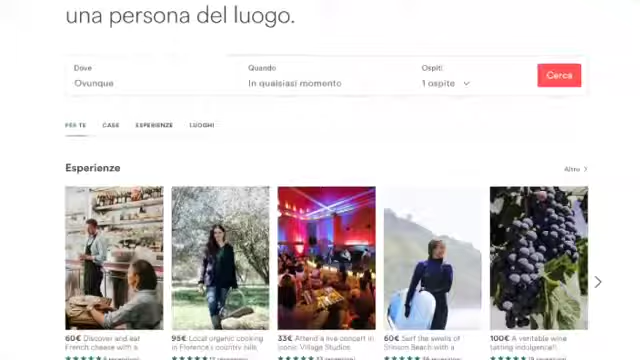 una persona del luogo.
Dove
Quando
Ospiti
Ovunque
In qualsiasi momento
1 ospite
Cerca
PER TE
CASE
ESPERIENZE
LUOGHI
Esperienze
Altro
60€ Discover and eat
French cheese with a
95€ Local organic cooking
in Florence's country hills
33€ Attend a live concert in
iconic Village Studios
60€ Surf the swells of
Stinson Beach with a
100€ A veritable wine
tasting indulgence!!